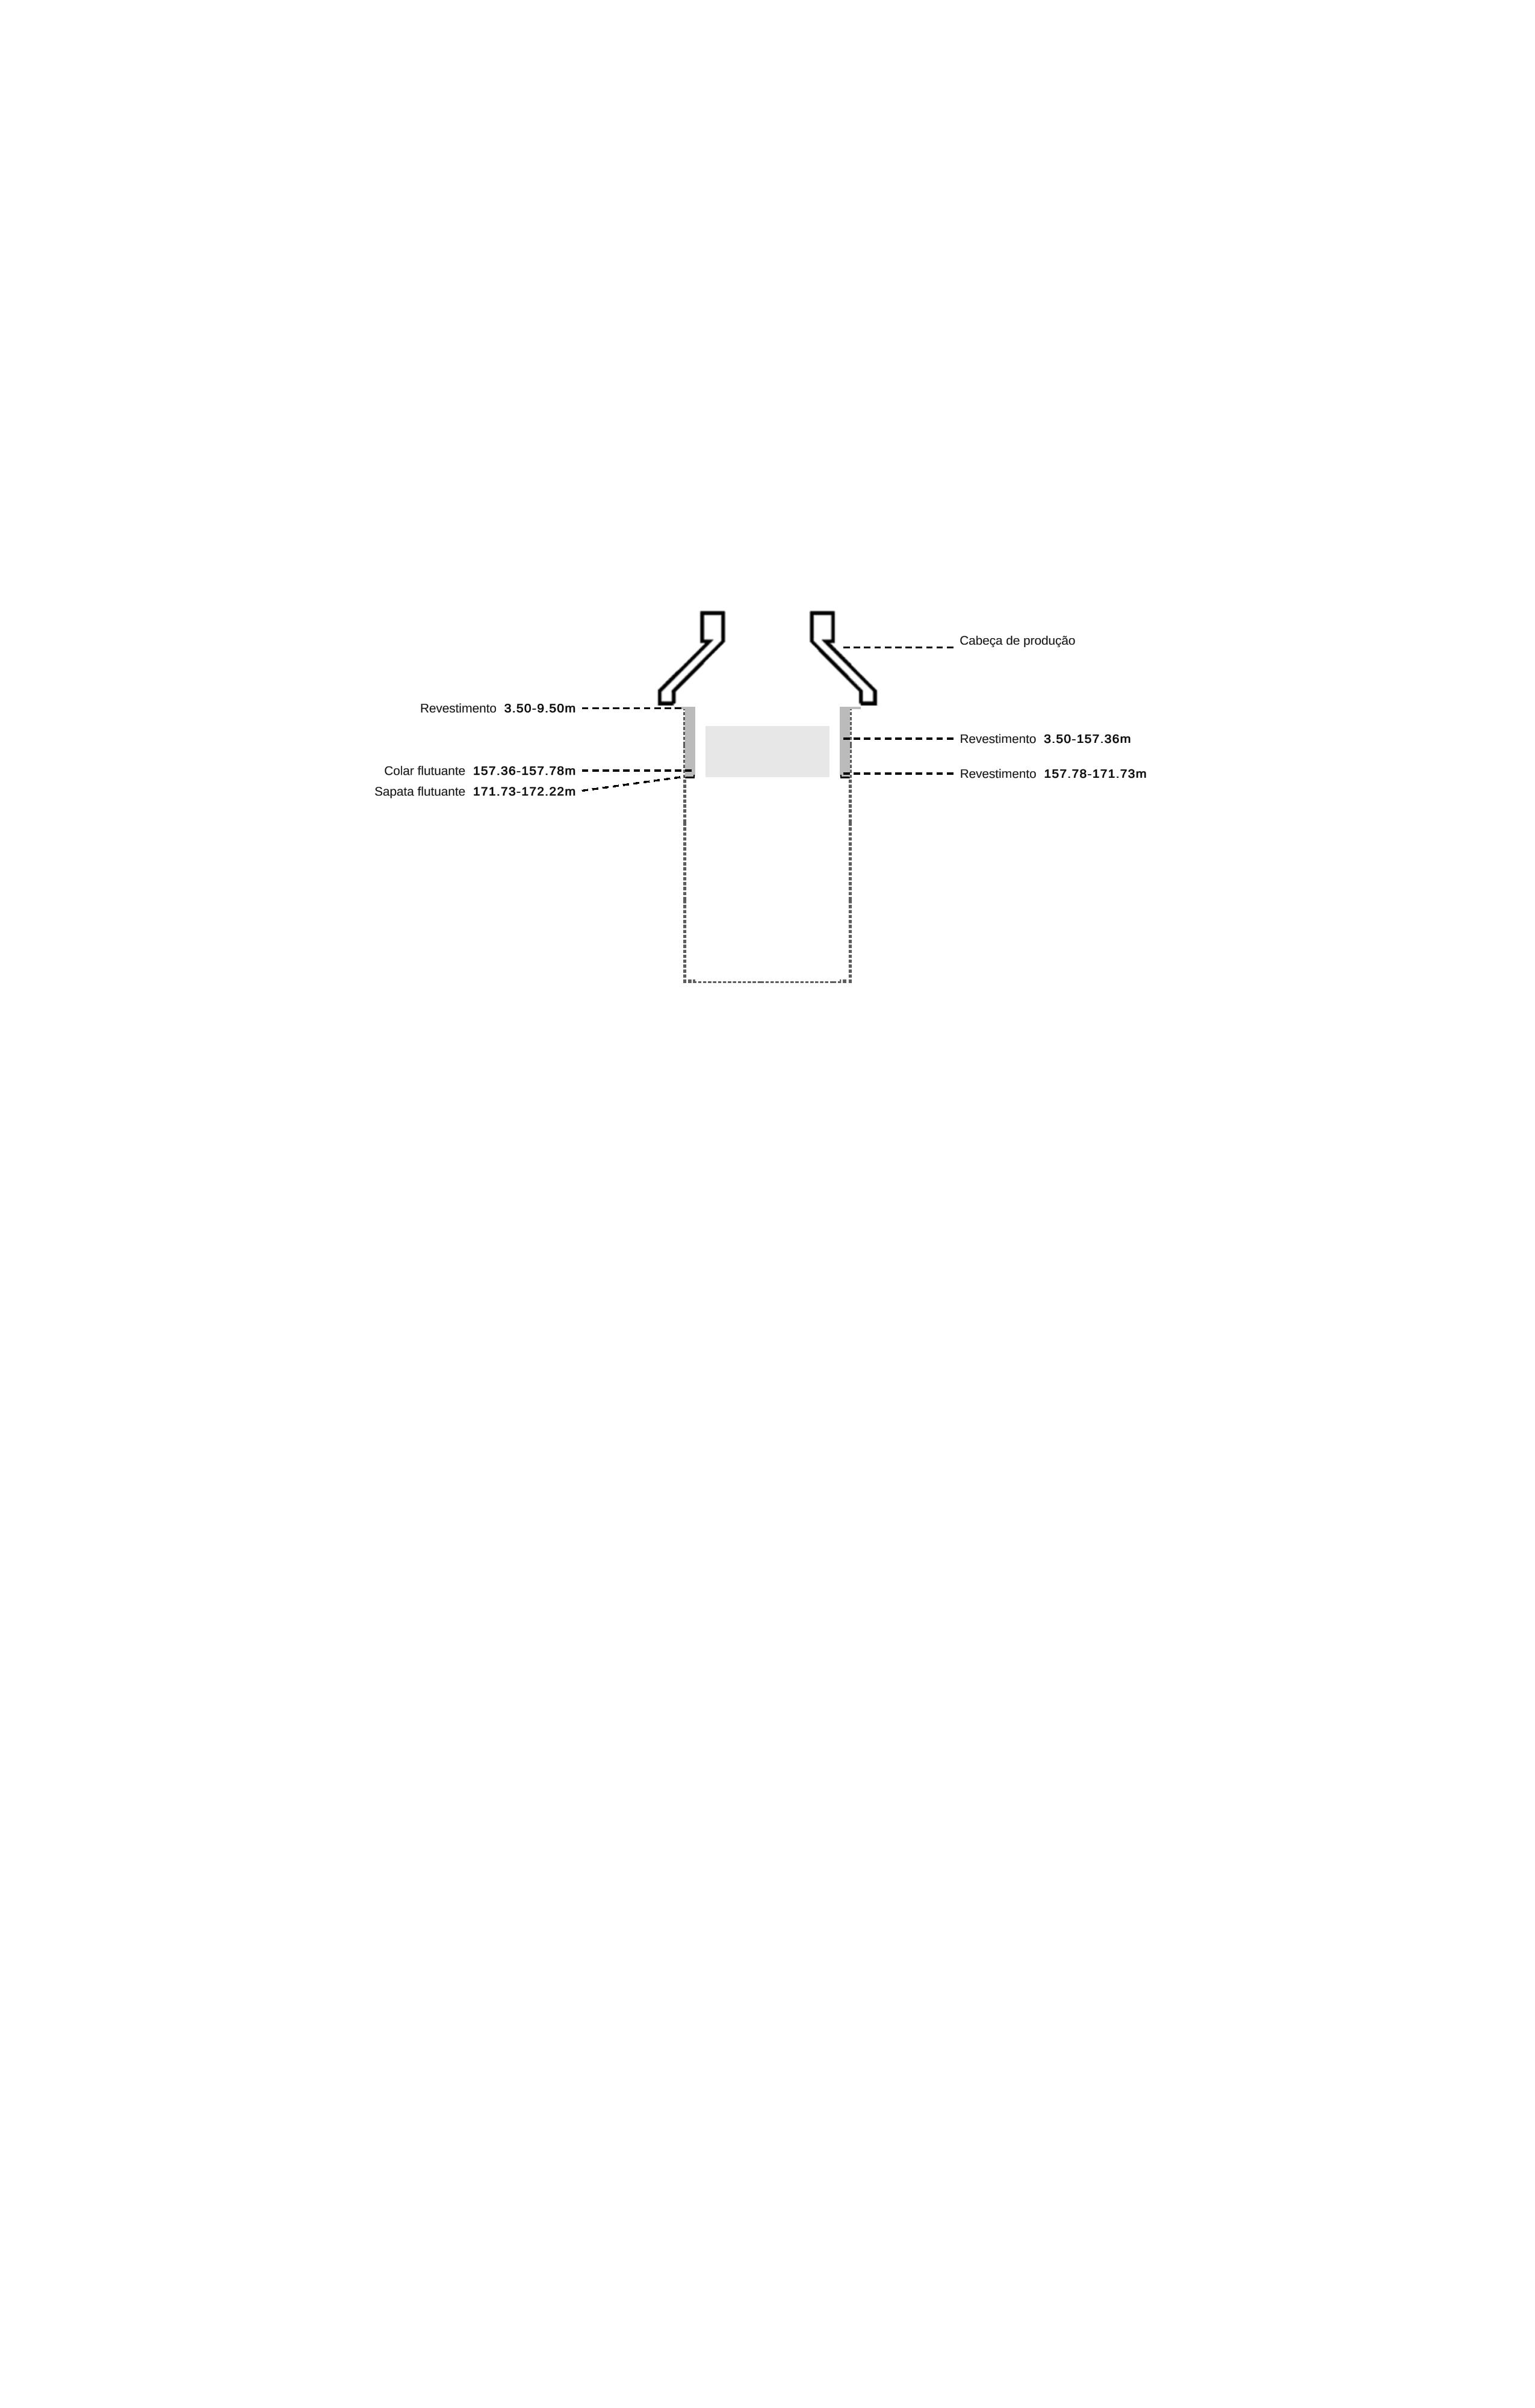 Cabeça de produção
Revestimento 3.50-9.50m
Revestimento 3.50-157.36m
Colar flutuante 157.36-157.78m
Revestimento 157.78-171.73m
Sapata flutuante 171.73-172.22m